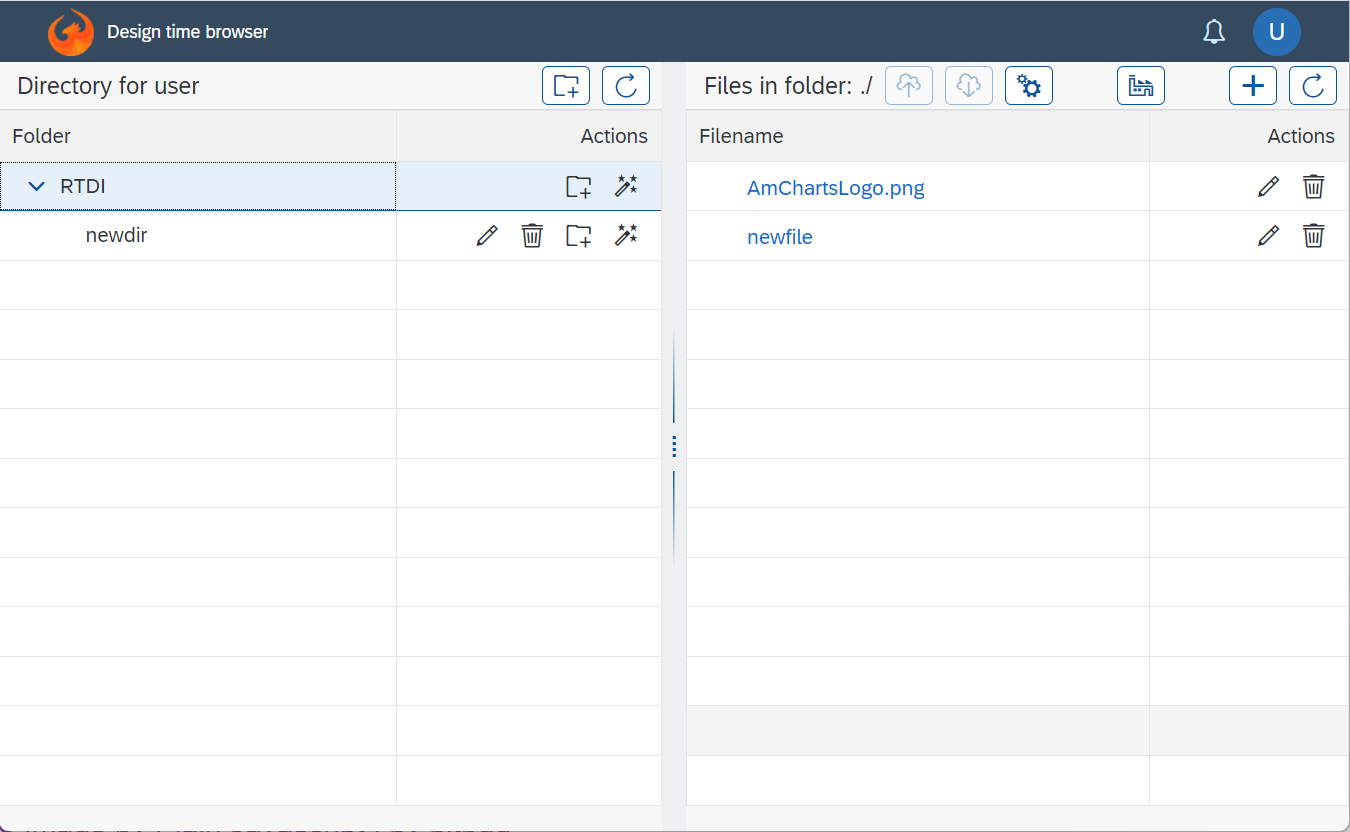 Design time browser
U
Directory for user
Files in folder: ./
Folder
Actions
Filename
Actions
RTDI
AmChartsLogo.png
newdir
newfile